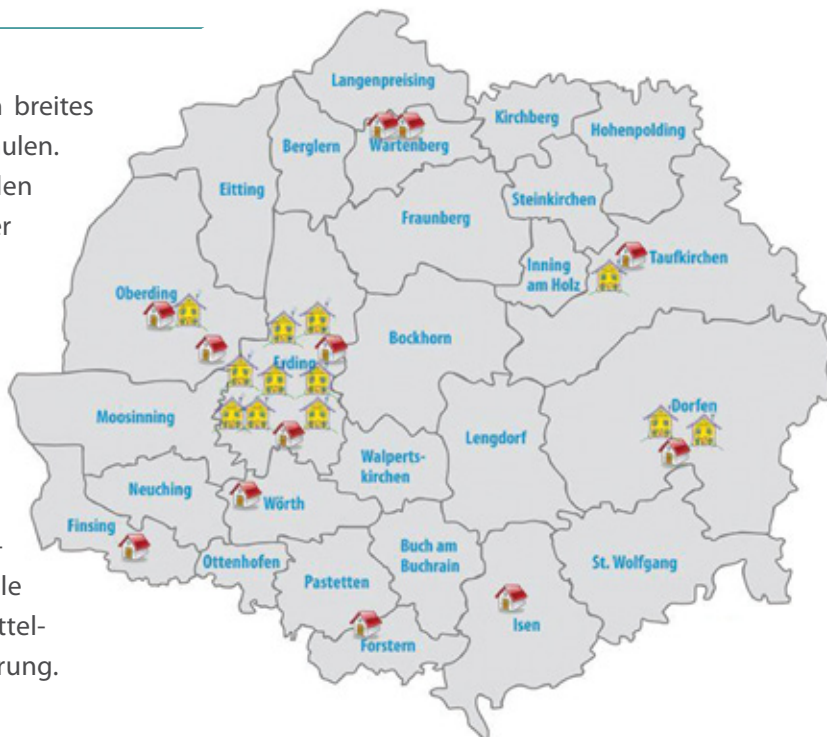 breites
ulen.
len
er
le
ttel-
rung.
Langenpreising
Kirchberg
Hohenpolding
Berglern
Wartenberg
Eitting
Steinkirchen
Fraunberg
Taufkirchen
Inning
am Holz
Oberding
Bockhorn
Erding
Dorfen
Moosinning
Lengdorf
Walperts-
kirchen
Neuching
Wörth
Finsing
Buch am
Buchrain
Ottenhofen
St. Wolfgang
Pastetten
Isen
Forstern